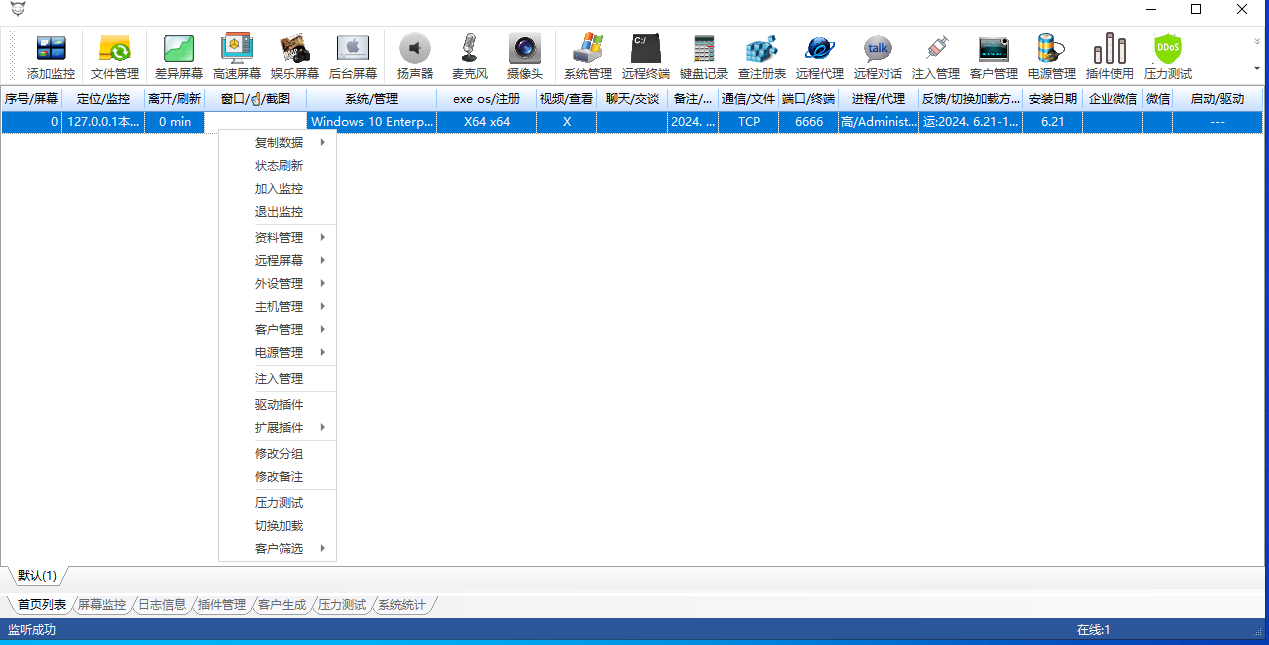 添加监控 文件管理 差异屏幕 高速屏幕 娱乐屏幕 后台屏幕 扬声器 麦克风 摄像头 系统管理 C:/ 远程终端 键盘记录 查注册表 远程代理 talk 远程对话 注入管理 客户管理 电源管理 插件使用 DDoS 压力测试
序号/屏幕 定位/监控 离开/刷新 窗口/ /截图 系统/管理 exe os/注册 视频/查看 聊天/交谈 备注/... 通信/文件 端口/终端 进程/代理 反馈/切换加载方... 安装日期 企业微信 微信 启动/驱动
0 127.0.0.1本... 0 min Windows 10 Enterp... X64 x64 X 2024. ... TCP 6666 高/Administ... 运:2024. 6.21-1... 6.21 ---
复制数据
状态刷新
加入监控
退出监控
资料管理
远程屏幕
外设管理
主机管理
客户管理
电源管理
注入管理
驱动插件
扩展插件
修改分组
修改备注
压力测试
切换加载
客户筛选
默认(1)
首页列表 屏幕监控 日志信息 插件管理 客户生成 压力测试 系统统计
监听成功 在线:1